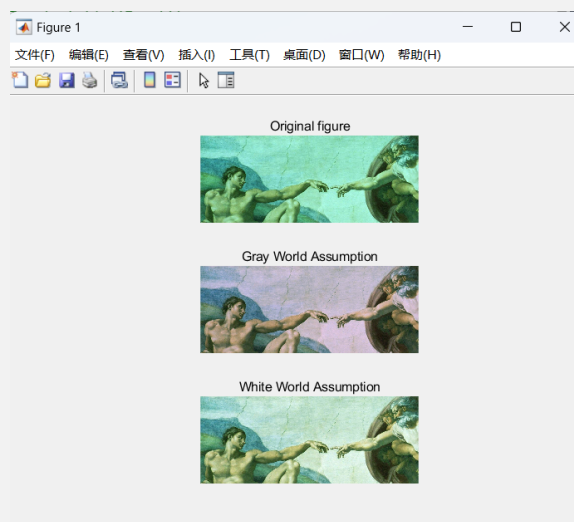 Figure 1
文件(F) 编辑(E) 查看(V) 插入(I) 工具(T) 桌面(D) 窗口(W) 帮助(H)
Original figure
Gray World Assumption
White World Assumption